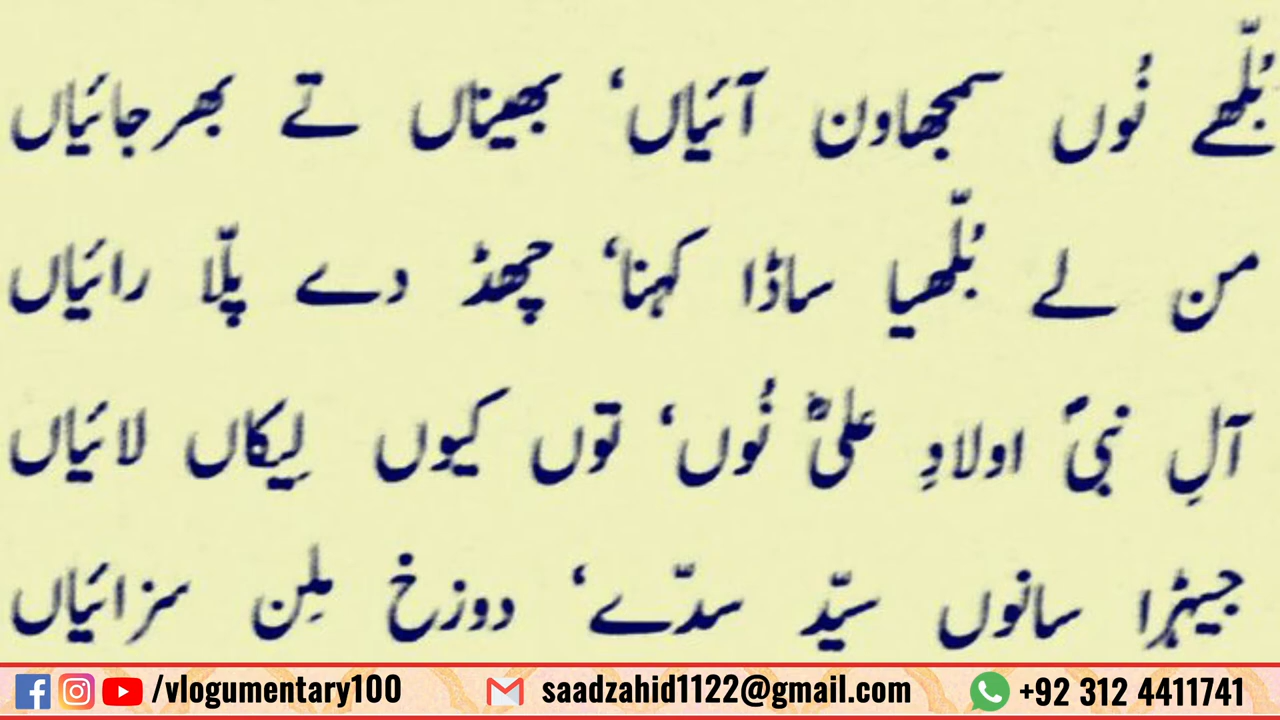 بُلّھے نُوں سمجھاون آئیاں، بھیناں تے بھرجائیاں
من لے بُلّھیا ساڈا کہنا، چھڈ دے پلّا رائیاں
آلِ نبیؐ اولادِ علیؓ نُوں، توں کیوں لِیکاں لائیاں
جیہڑا سانوں سیّد سدّے، دوزخ مِلن سزائیاں
/vlogumentary100 saadzahid1122@gmail.com +92 312 4411741